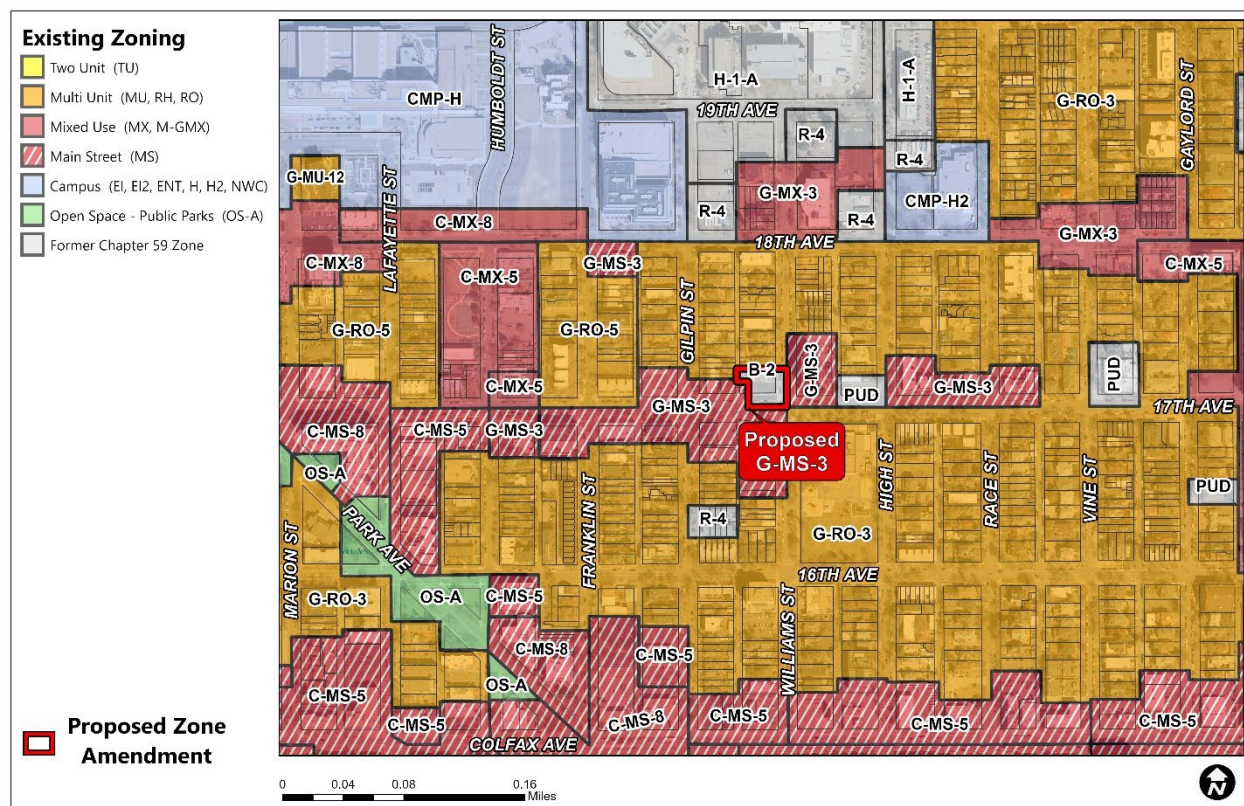 Existing Zoning
Two Unit (TU)
Multi Unit (MU, RH, RO)
Mixed Use (MX, M-GMX)
Main Street (MS)
Campus (EI, EI2, ENT, H, H2, NWC)
Open Space - Public Parks (OS-A)
Former Chapter 59 Zone
Proposed Zone
Amendment
HUMBOLDT ST
H-1-A
H-1-A
CMP-H
19TH AVE
G-RO-3
GAYLORD ST
R-4
R-4
G-MU-12
LAFAYETTE ST
G-MX-3
R-4
R-4
CMP-H2
C-MX-8
18TH AVE
G-MX-3
C-MX-8
C-MX-5
G-MS-3
C-MX-5
G-RO-5
G-RO-5
GILPIN ST
B-2
G-MS-3
PUD
C-MX-5
PUD
G-MS-3
17TH AVE
G-MS-3
C-MS-8
C-MS-5
G-MS-3
Proposed
G-MS-3
OS-A
FRANKLIN ST
HIGH ST
RACE ST
VINE ST
PUD
MARION ST
PARK AVE
R-4
G-RO-3
16TH AVE
G-RO-3
OS-A
C-MS-5
WILLIAMS ST
C-MS-8
C-MS-5
OS-A
C-MS-5
C-MS-5
C-MS-8
C-MS-5
C-MS-5
C-MS-5
COLFAX AVE
0 0.04 0.08 0.16
Miles
N